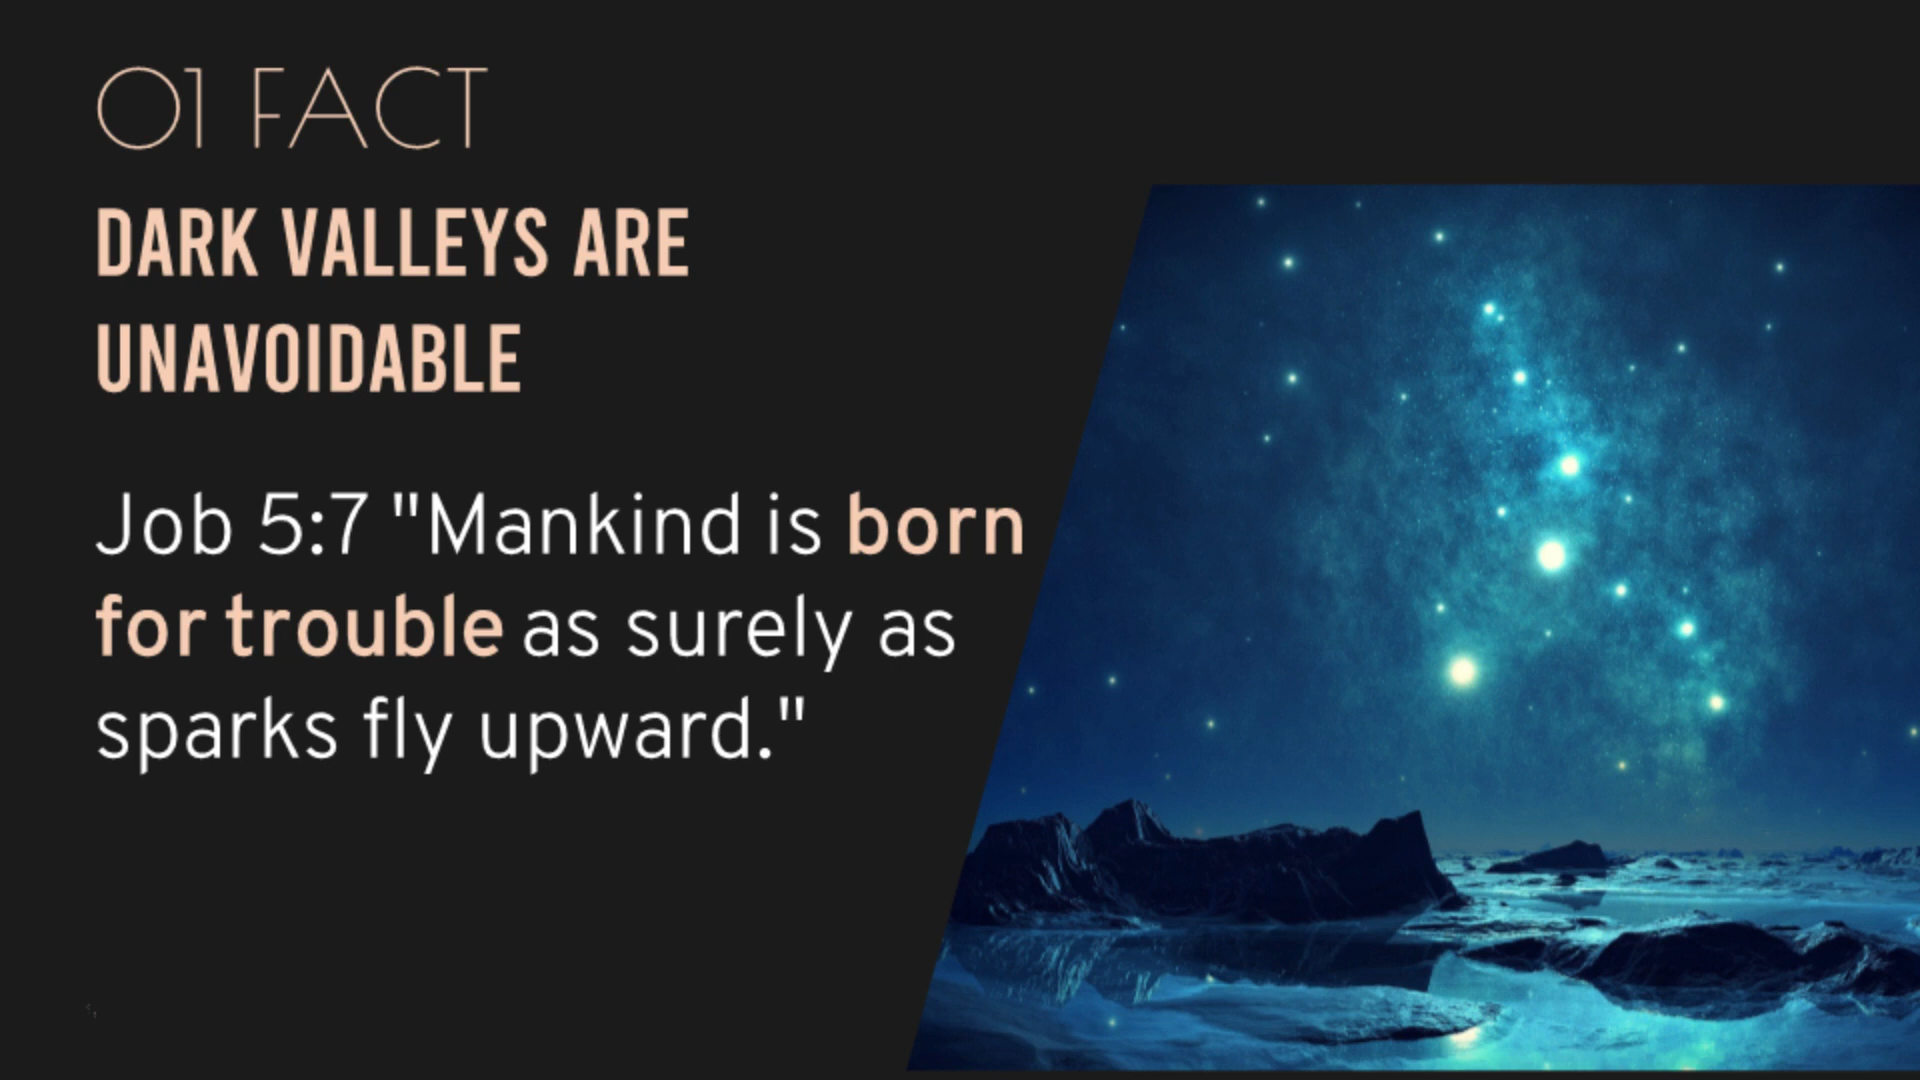 01 FACT
DARK VALLEYS ARE
UNAVOIDABLE
Job 5:7 "Mankind is born
for trouble as surely as
sparks fly upward."